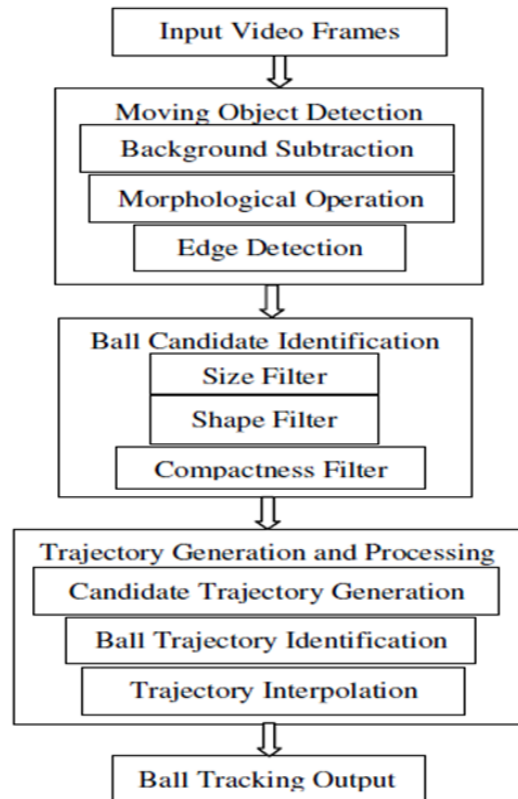 Input Video Frames
Moving Object Detection
Background Subtraction
Morphological Operation
Edge Detection
Ball Candidate Identification
Size Filter
Shape Filter
Compactness Filter
Trajectory Generation and Processing
Candidate Trajectory Generation
Ball Trajectory Identification
Trajectory Interpolation
Ball Tracking Output